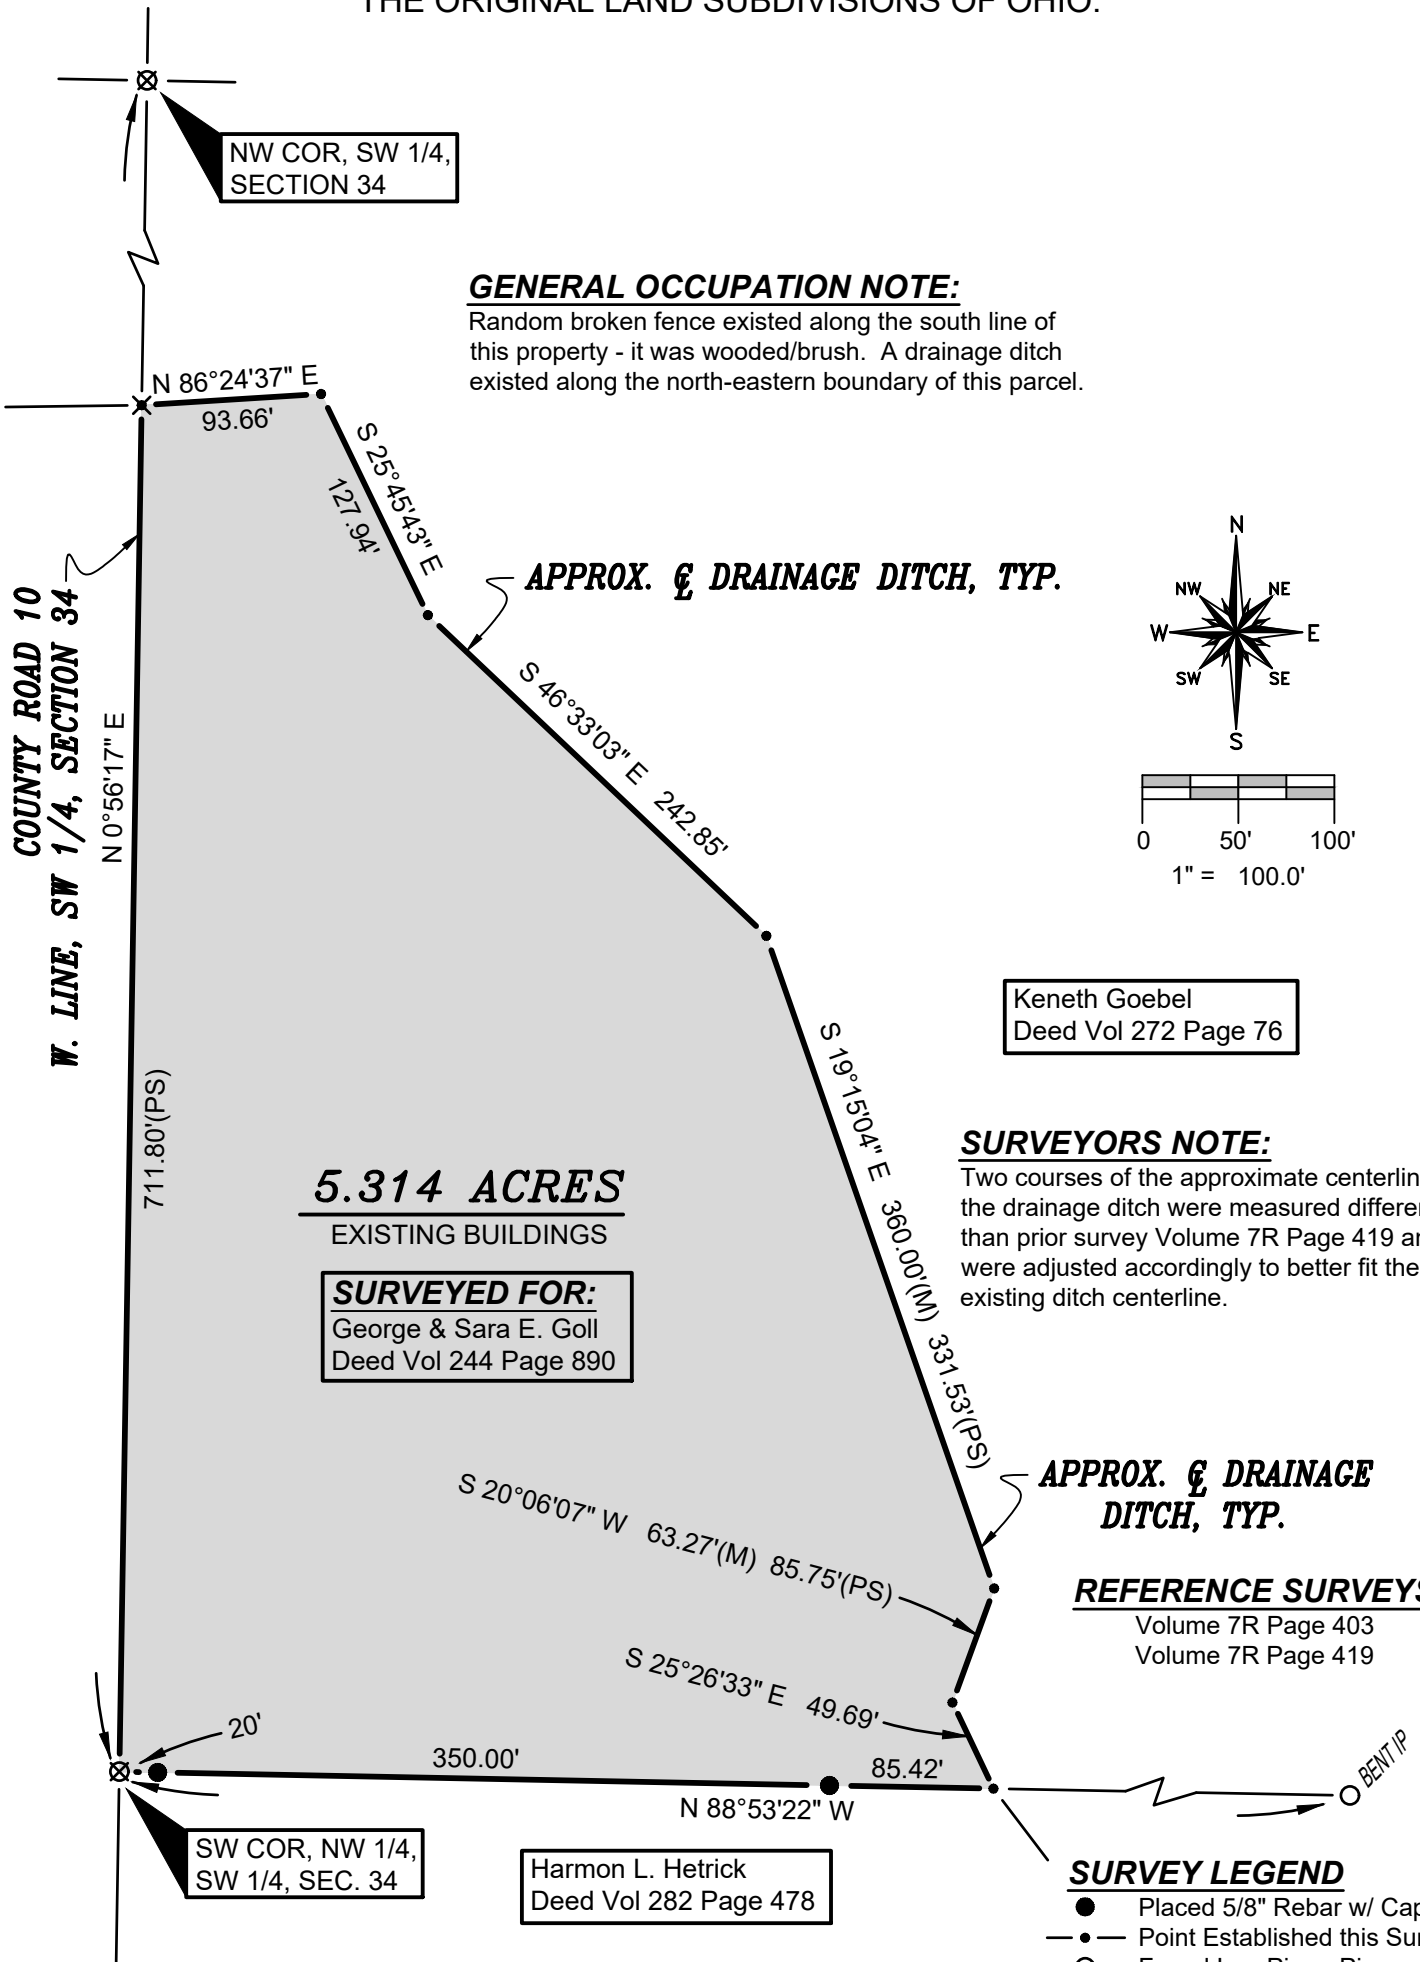 THE ORIGINAL LAND SUBDIVISIONS OF OHIO.
NW COR, SW 1/4,
SECTION 34
GENERAL OCCUPATION NOTE:
Random broken fence existed along the south line of
this property - it was wooded/brush. A drainage ditch
existed along the north-eastern boundary of this parcel.
N 86°24'37" E
93.66'
S 25°45'43" E
127.94'
APPROX. ℄ DRAINAGE DITCH, TYP.
S 46°33'03" E 242.85'
COUNTY ROAD 10
W. LINE, SW 1/4, SECTION 34
N 0°56'17" E
711.80'(PS)
N
NW
NE
W
E
SW
SE
S
0 50' 100'
1" = 100.0'
Keneth Goebel
Deed Vol 272 Page 76
S 19°15'04" E 360.00'(M) 331.53'(PS)
SURVEYORS NOTE:
Two courses of the approximate
the drainage ditch were measured
than prior survey Volume 7R Page 419
were adjusted accordingly to better fit the
existing ditch centerline.
5.314 ACRES
EXISTING BUILDINGS
SURVEYED FOR:
George & Sara E. Goll
Deed Vol 244 Page 890
APPROX. ℄ DRAINAGE
DITCH, TYP.
S 20°06'07" W 63.27'(M) 85.75'(PS)
REFERENCE SURVEYS
Volume 7R Page 403
Volume 7R Page 419
S 25°26'33" E 49.69'
20'
350.00'
85.42'
N 88°53'22" W
BENT IP
SW COR, NW 1/4,
SW 1/4, SEC. 34
Harmon L. Hetrick
Deed Vol 282 Page 478
SURVEY LEGEND
Placed 5/8" Rebar w/ Cap
Point Established this